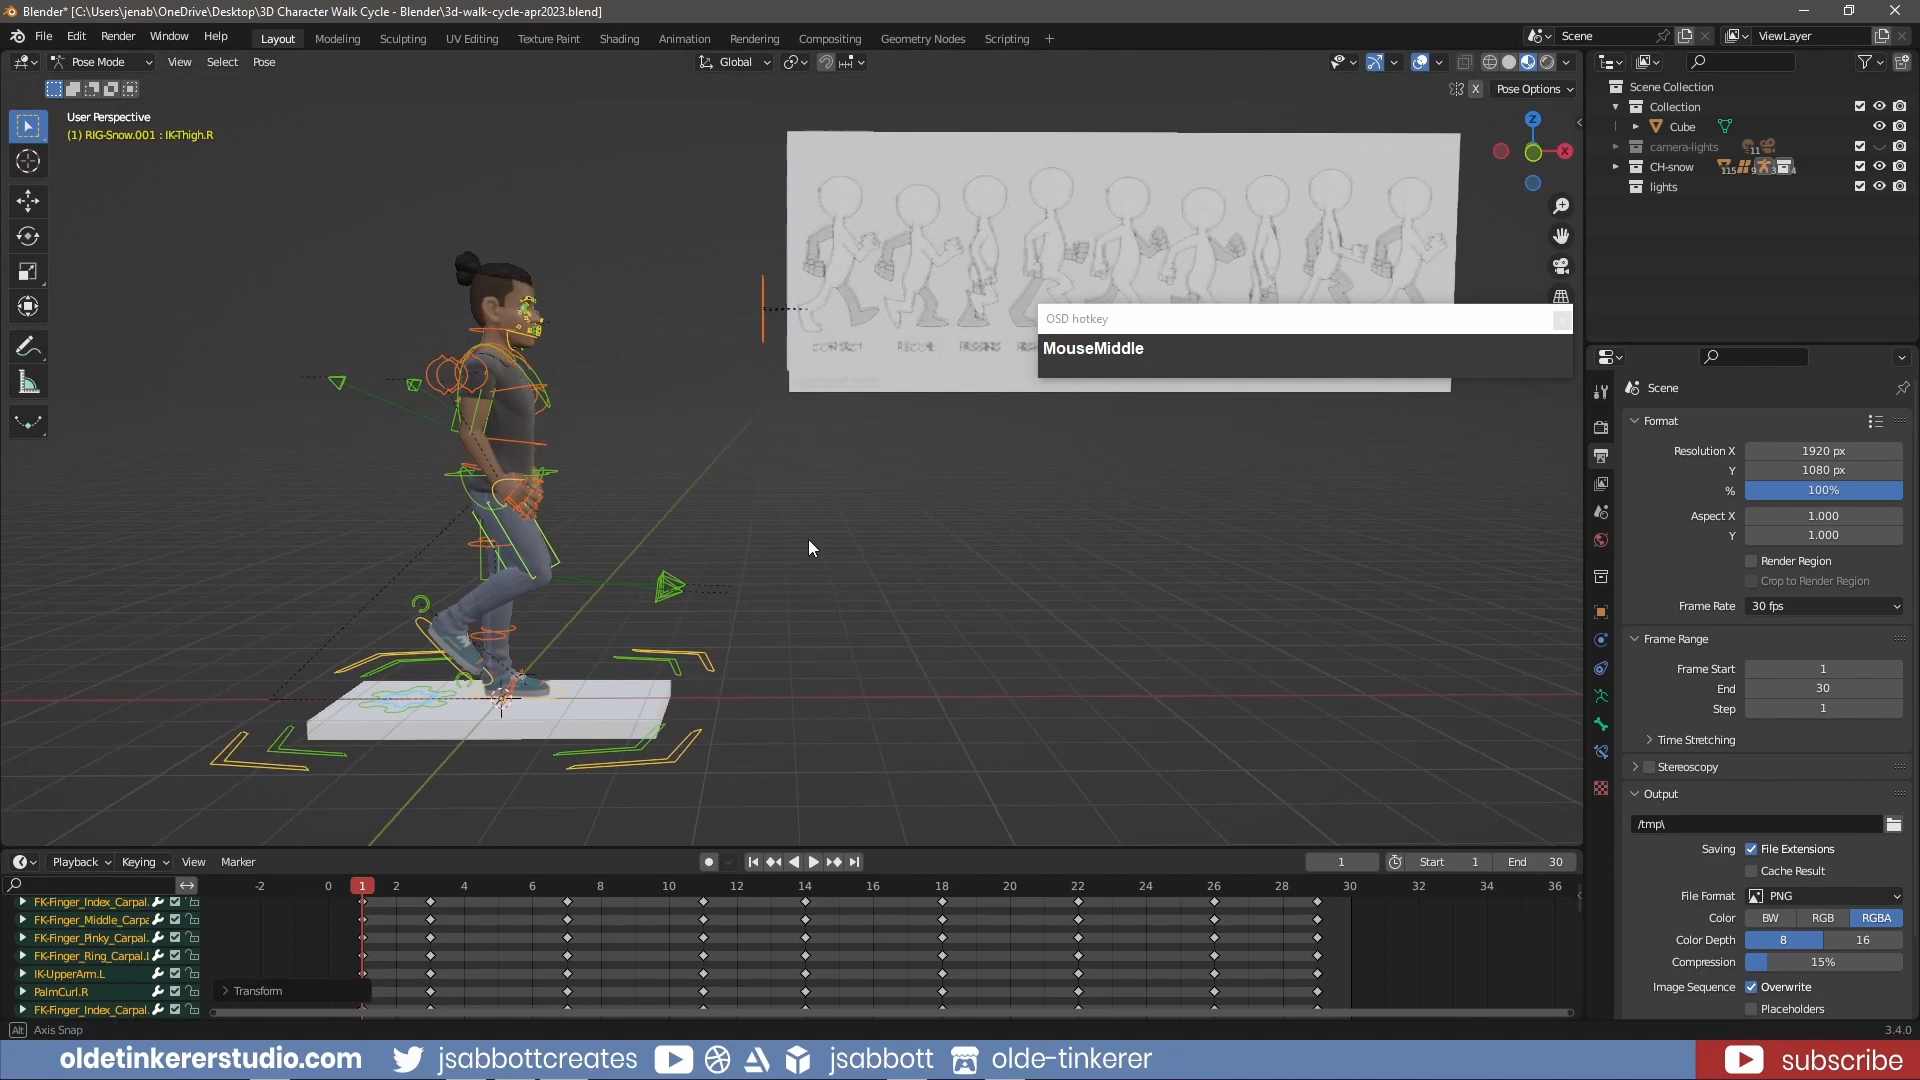 Blender* [C:\Users\jenab\OneDrive\Desktop\3D Character Walk Cycle - Blender\3d-walk-cycle-apr2023.blend]
File Edit Render Window Help Layout Modeling Sculpting UV Editing Texture Paint Shading Animation Rendering Compositing Geometry Nodes Scripting + Scene ViewLayer
Pose Mode View Select Pose Global
X Pose Options
User Perspective
(1) RIG-Snow.001 : IK-Thigh.R
Z
X
CONTACT RECOIL PASSING
OSD hotkey
MouseMiddle
Scene Collection
Collection
Cube
camera-lights 11
CH-snow 115 9 3 4
lights
Scene
Format
Resolution X 1920 px
Y 1080 px
% 100%
Aspect X 1.000
Y 1.000
Render Region
Crop to Render Region
Frame Rate 30 fps
Frame Range
Frame Start 1
End 30
Step 1
Time Stretching
Stereoscopy
Output
/tmp\
Saving File Extensions
Cache Result
File Format PNG
Color BW RGB RGBA
Color Depth 8 16
Compression 15%
Image Sequence Overwrite
Placeholders
Playback Keying View Marker 1 Start 1 End 30
-2 0 1 2 4 6 8 10 12 14 16 18 20 22 24 26 28 30 32 34 36
FK-Finger_Index_Carpal.
FK-Finger_Middle_Carpa
FK-Finger_Pinky_Carpal.
FK-Finger_Ring_Carpal.l
IK-UpperArm.L
PalmCurl.R
FK-Finger_Index_Carpal.
Transform
Alt Axis Snap
3.4.0
oldetinkererstudio.com jsabbottcreates jsabbott olde-tinkerer subscribe